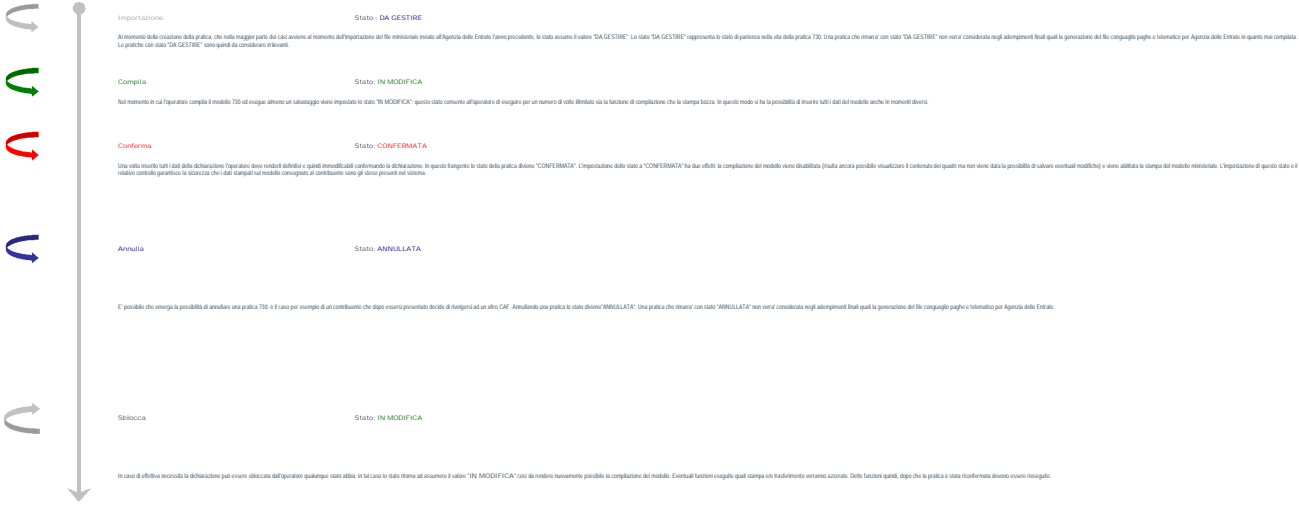 Importazione
Stato : DA GESTIRE
Al momento della creazione della pratica, che nella maggior parte dei casi avviene al momento dell'importazione del file ministeriale inviato all'Agenzia delle Entrate l'anno precedente, lo stato assume il valore "DA GESTIRE". Lo stato "DA GESTIRE" rappresenta lo stato di partenza nella vita della pratica 730. Una pratica che rimarra' con stato "DA GESTIRE" non verra' considerata negli adempimenti finali quali la generazione del file conguaglio paghe e telematico per Agenzia delle Entrate in quanto mai compilata.
Le pratiche con stato "DA GESTIRE" sono quindi da considerare irrilevanti.
Compila
Stato: IN MODIFICA
Nel momento in cui l'operatore compila il modello 730 ed esegue almeno un salvataggio viene impostato lo stato "IN MODIFICA": questo stato consente all'operatore di eseguire per un numero di volte illimitato sia la funzione di compilazione che la stampa bozza. In questo modo si ha la possibilità di inserire tutti i dati del modello anche in momenti diversi.
Conferma
Stato: CONFERMATA
Una volta inserito tutti i dati della dichiarazione l'operatore deve renderli definitivi e quindi immodificabili confermando la dichiarazione. In questo frangente lo stato della pratica diviene "CONFERMATA". L'impostazione dello stato a "CONFERMATA" ha due effetti: la compilazione del modello viene disabilitata (risulta ancora possibile visualizzare il contenuto dei quadri ma non viene data la possibilità di salvare eventuali modifiche) e viene abilitata la stampa del modello ministeriale. L'impostazione di questo stato e il
relativo controllo garantisce la sicurezza che i dati stampati sul modello consegnato al contribuente sono gli stessi presenti nel sistema.
Annulla
Stato: ANNULLATA
E' possibile che emerga la possibilità di annullare una pratica 730: è il caso per esempio di un contribuente che dopo essersi presentato decide di rivolgersi ad un altro CAF. Annullando una pratica lo stato diviene"ANNULLATA". Una pratica che rimarra' con stato "ANNULLATA" non verra' considerata negli adempimenti finali quali la generazione del file conguaglio paghe e telematico per Agenzia delle Entrate.
Sblocca
Stato: IN MODIFICA
In caso di effettiva necessità la dichiarazione può essere sbloccata dall'operatore qualunque stato abbia: in tal caso lo stato ritorna ad assumere il valore "IN MODIFICA" così da rendere nuovamente possibile la compilazione del modello. Eventuali funzioni eseguite quali stampa e/o trasferimento verranno azzerate. Dette funzioni quindi, dopo che la pratica è stata riconfermata devono essere rieseguite.